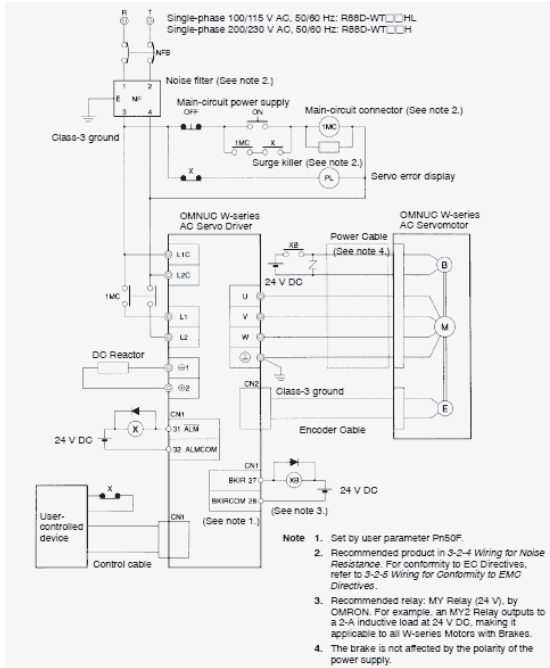 R T
Single-phase 100/115 V AC, 50/60 Hz: R88D-WT□□HL
Single-phase 200/230 V AC, 50/60 Hz: R88D-WT□□H
NFB
Noise filter (See note 2.)
1 2
E NF
3 4
Main-circuit power supply
OFF ON
Main-circuit connector (See note 2.)
1MC
Class-3 ground
1MC X
Surge killer (See note 2.)
X
PL
Servo error display
OMNUC W-series
AC Servo Driver
OMNUC W-series
AC Servomotor
Power Cable
(See note 4.)
XB
B
24 V DC
L1C
L2C
1MC
U
V
W
M
L1
L2
DC Reactor
⊕1
⊕2
CN2
Class-3 ground
E
Encoder Cable
CN1
X
31 ALM
24 V DC
32 ALMCOM
CN1
BKIR 27
XB
24 V DC
BKIRCOM 28
(See note 1.)
(See note 3.)
X
User-
controlled
device
CN1
Control cable
Note 1. Set by user parameter Pn50F.
2. Recommended product in 3-2-4 Wiring for Noise
Resistance. For conformity to EC Directives,
refer to 3-2-5 Wiring for Conformity to EMC
Directives.
3. Recommended relay: MY Relay (24 V), by
OMRON. For example, an MY2 Relay outputs to
a 2-A inductive load at 24 V DC, making it
applicable to all W-series Motors with Brakes.
4. The brake is not affected by the polarity of the
power supply.